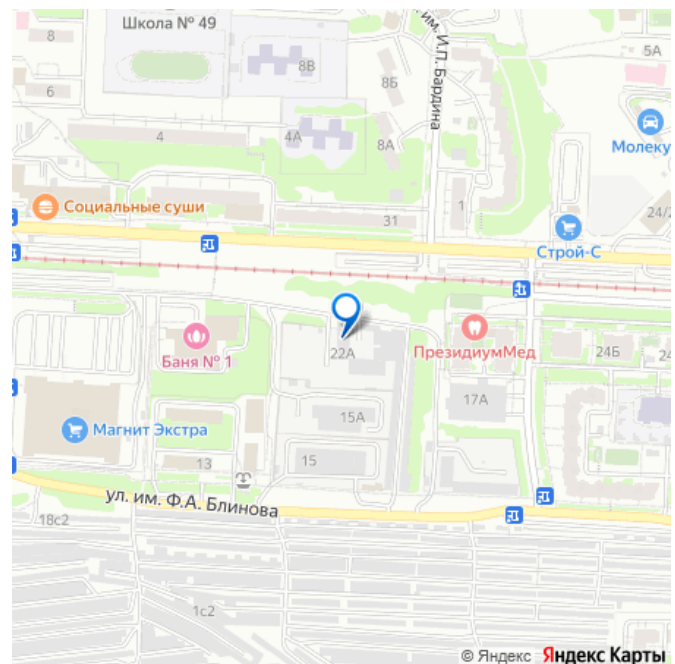 Школа № 49
им. И.П. Бардина
8
8В
5А
6
8Б
4
4А
8А
Молеку
Социальные суши
31
1
24/2
Строй-С
22А
ПрезидиумМед
24Б
Баня № 1
17А
15А
Магнит Экстра
13
15
ул. им. Ф.А. Блинова
18с2
1с2
© Яндекс Яндекс Карты